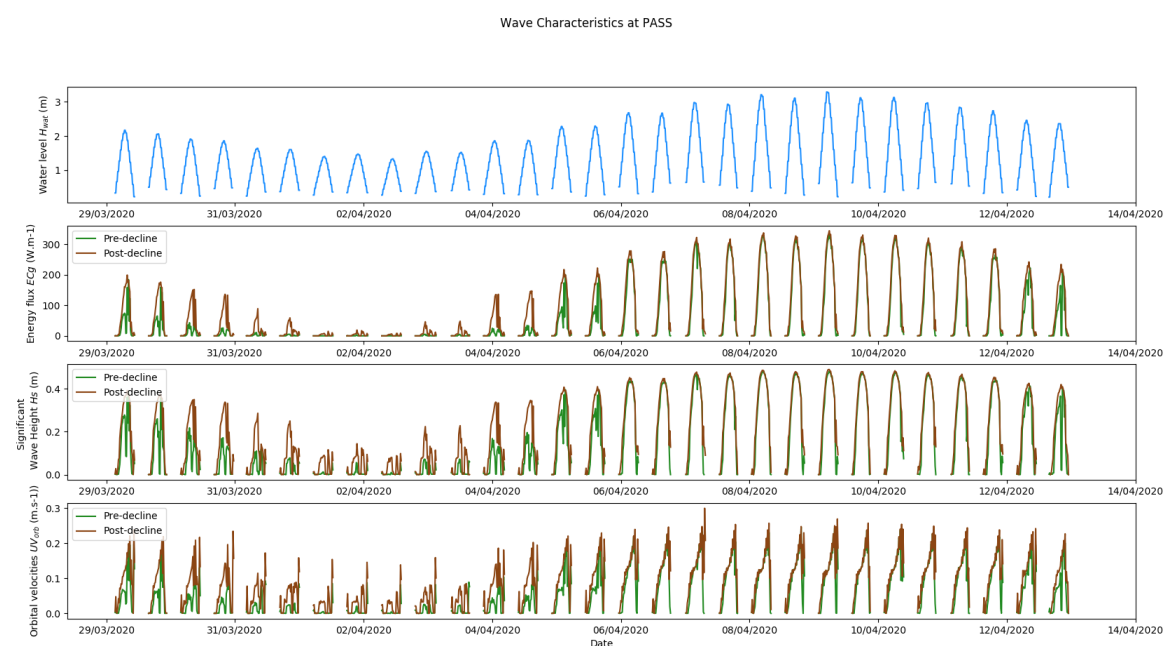 Wave Characteristics at PASS
Water level H_wat (m)
3
2
1
29/03/2020 31/03/2020 02/04/2020 04/04/2020 06/04/2020 08/04/2020 10/04/2020 12/04/2020 14/04/2020
Energy flux ECg (W.m-1)
300
200
100
0
Pre-decline
Post-decline
29/03/2020 31/03/2020 02/04/2020 04/04/2020 06/04/2020 08/04/2020 10/04/2020 12/04/2020 14/04/2020
Significant
Wave Height Hs (m)
0.4
0.2
0.0
Pre-decline
Post-decline
29/03/2020 31/03/2020 02/04/2020 04/04/2020 06/04/2020 08/04/2020 10/04/2020 12/04/2020 14/04/2020
Orbital velocities UV_orb (m.s-1))
0.3
0.2
0.1
0.0
Pre-decline
Post-decline
29/03/2020 31/03/2020 02/04/2020 04/04/2020 06/04/2020 08/04/2020 10/04/2020 12/04/2020 14/04/2020
Date